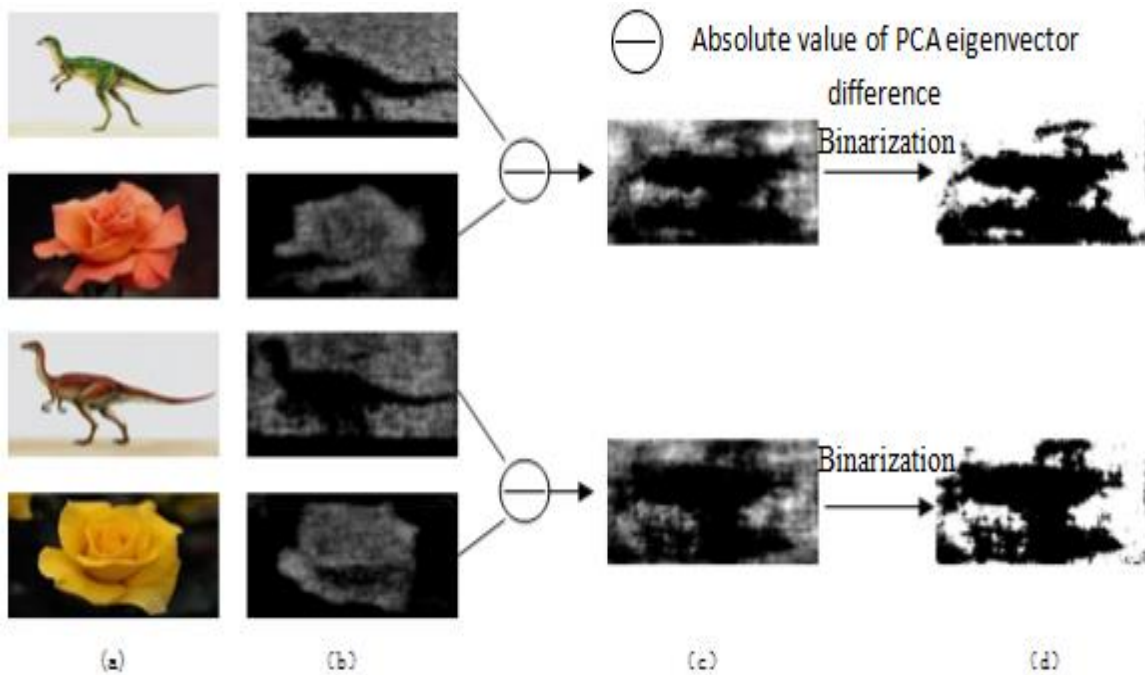 Absolute value of PCA eigenvector
difference
Binarization
Binarization
(a)
(b)
(c)
(d)